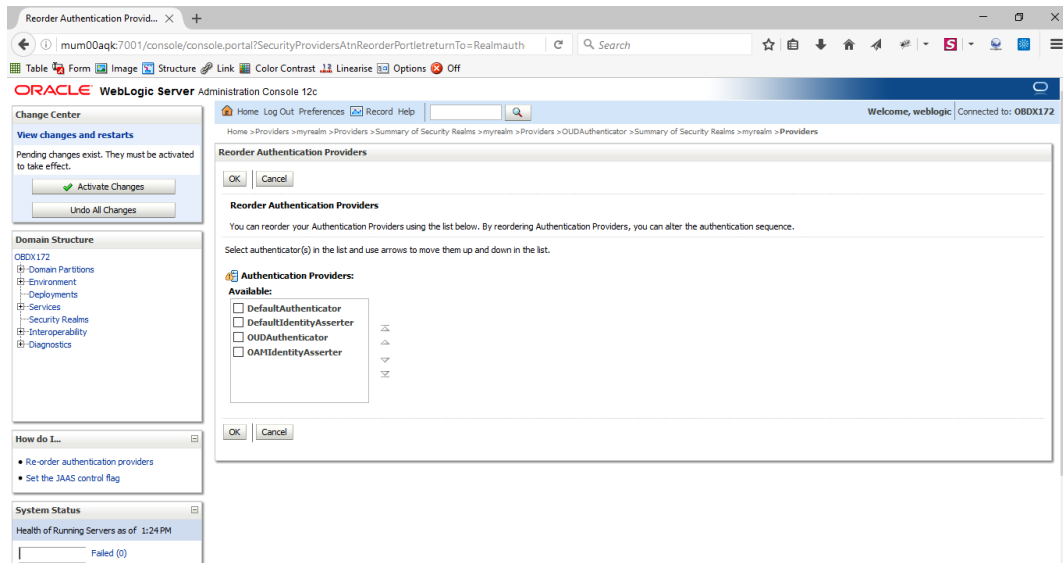 Reorder Authentication Provid...
mum00aqk:7001/console/console.portal?SecurityProvidersAtnReorderPortletreturnTo=Realmauth
Search
Table Form Image Structure Link Color Contrast Linearise Options Off
ORACLE WebLogic Server Administration Console 12c
Change Center
View changes and restarts
Pending changes exist. They must be activated
to take effect.
Activate Changes
Undo All Changes
Domain Structure
OBDX172
Domain Partitions
Environment
Deployments
Services
Security Realms
Interoperability
Diagnostics
How do I...
Re-order authentication providers
Set the JAAS control flag
System Status
Health of Running Servers as of 1:24 PM
Failed (0)
Home Log Out Preferences Record Help
Welcome, weblogic Connected to: OBDX172
Home >Providers >myrealm >Providers >Summary of Security Realms >myrealm >Providers >OUDAuthenticator >Summary of Security Realms >myrealm >Providers
Reorder Authentication Providers
OK Cancel
Reorder Authentication Providers
You can reorder your Authentication Providers using the list below. By reordering Authentication Providers, you can alter the authentication sequence.
Select authenticator(s) in the list and use arrows to move them up and down in the list.
Authentication Providers:
Available:
DefaultAuthenticator
DefaultIdentityAsserter
OUDAuthenticator
OAMIdentityAsserter
OK Cancel